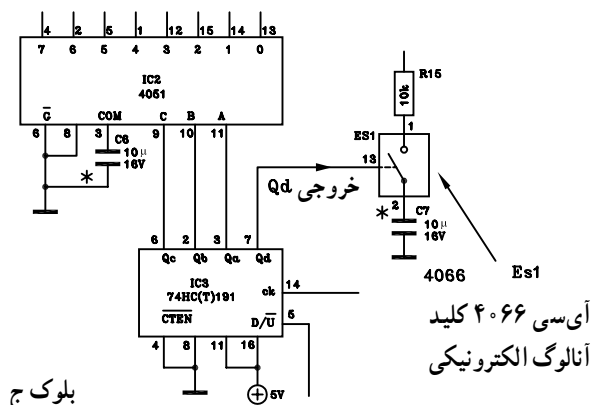 4 2 5 1 12 15 14 13
7 6 5 4 3 2 1 0
IC2
4051
G COM C B A
6 8 3 9 10 11
C6
10μ
16V
*
R15
10k
1
ES1
13
2
خروجی Qd
* C7
10μ
16V
4066 Es1
آی‌سی ۴۰۶۶ کلید
آنالوگ الکترونیکی
6 2 3 7
Qc Qb Qa Qd
IC3
74HC(T)191
ck 14
CTEN D/U 5
4 8 11 16
5V
بلوک ج